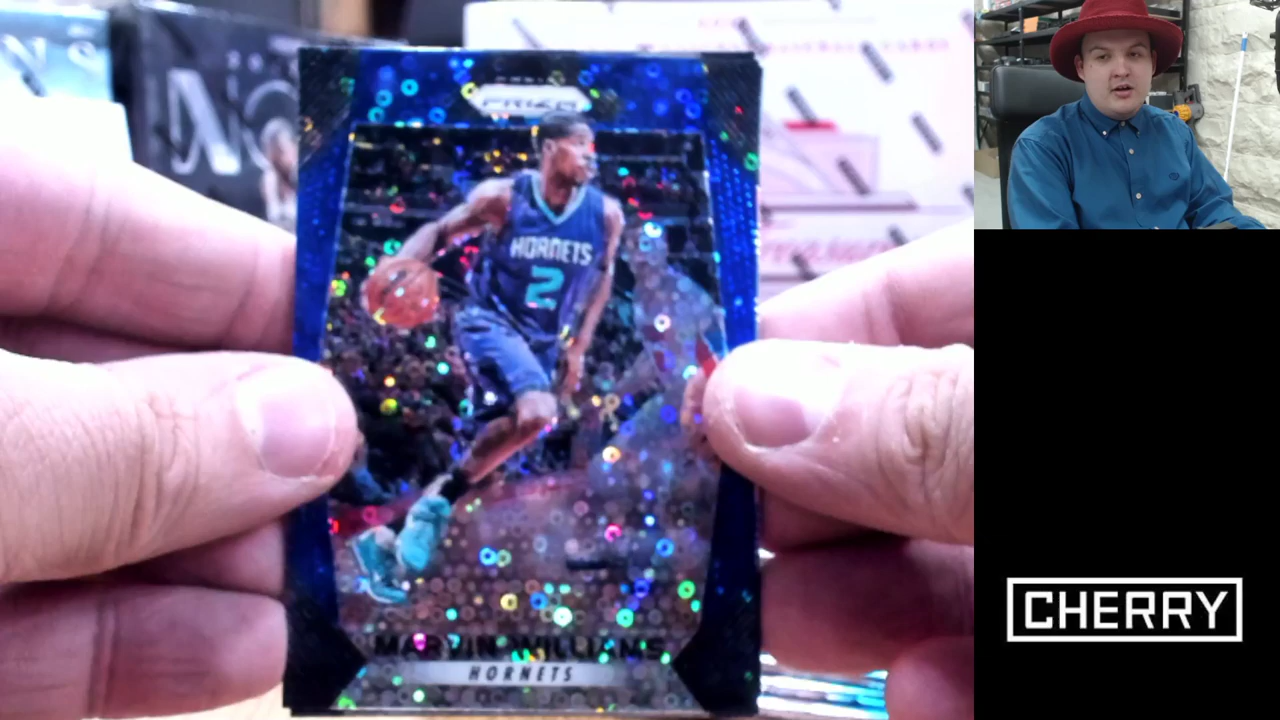 PRIZM
HORNETS
2
MARVIN WILLIAMS
HORNETS
CHERRY